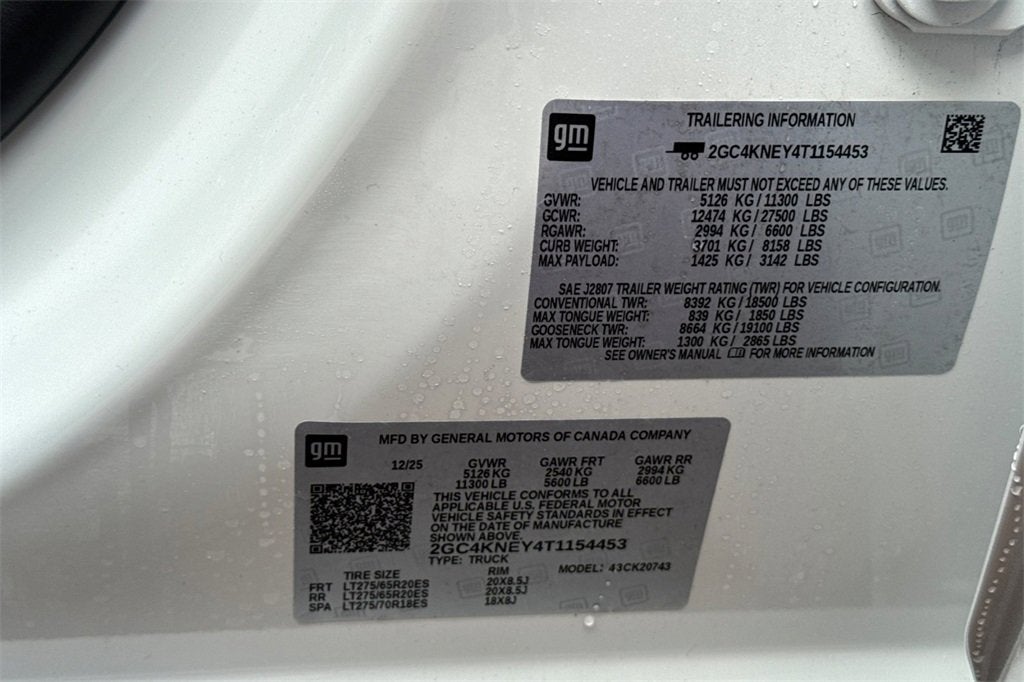 gm
TRAILERING INFORMATION
2GC4KNEY4T1154453
VEHICLE AND TRAILER MUST NOT EXCEED ANY OF THESE VALUES.
GVWR: 5126 KG / 11300 LBS
GCWR: 12474 KG / 27500 LBS
RGAWR: 2994 KG / 6600 LBS
CURB WEIGHT: 3701 KG / 8158 LBS
MAX PAYLOAD: 1425 KG / 3142 LBS
SAE J2807 TRAILER WEIGHT RATING (TWR) FOR VEHICLE CONFIGURATION.
CONVENTIONAL TWR: 8392 KG / 18500 LBS
MAX TONGUE WEIGHT: 839 KG / 1850 LBS
GOOSENECK TWR: 8664 KG / 19100 LBS
MAX TONGUE WEIGHT: 1300 KG / 2865 LBS
SEE OWNER'S MANUAL FOR MORE INFORMATION
gm
MFD BY GENERAL MOTORS OF CANADA COMPANY
12/25 GVWR GAWR FRT GAWR RR
5126 KG 2540 KG 2994 KG
11300 LB 5600 LB 6600 LB
THIS VEHICLE CONFORMS TO ALL
APPLICABLE U.S. FEDERAL MOTOR
VEHICLE SAFETY STANDARDS IN EFFECT
ON THE DATE OF MANUFACTURE
SHOWN ABOVE.
2GC4KNEY4T1154453
TYPE: TRUCK MODEL: 43CK20743
TIRE SIZE RIM
FRT LT275/65R20ES 20X8.5J
RR LT275/65R20ES 20X8.5J
SPA LT275/70R18ES 18X8J